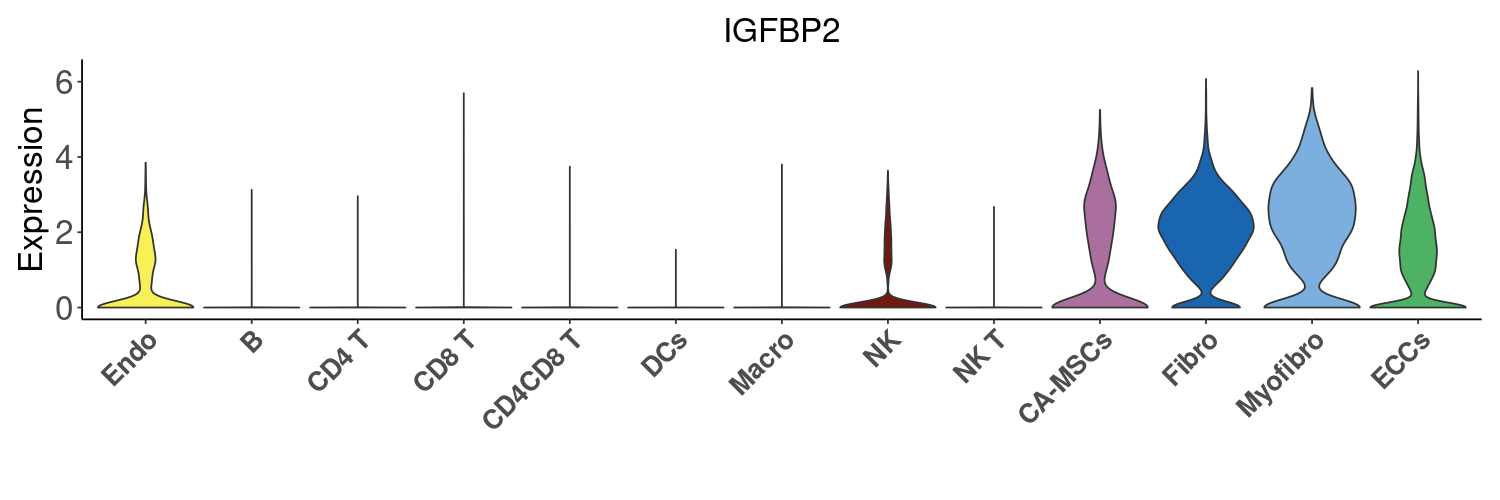 IGFBP2
Expression
6
4
2
0
Endo
B
CD4 T
CD8 T
CD4CD8 T
DCs
Macro
NK
NK T
CA-MSCs
Fibro
Myofibro
ECCs